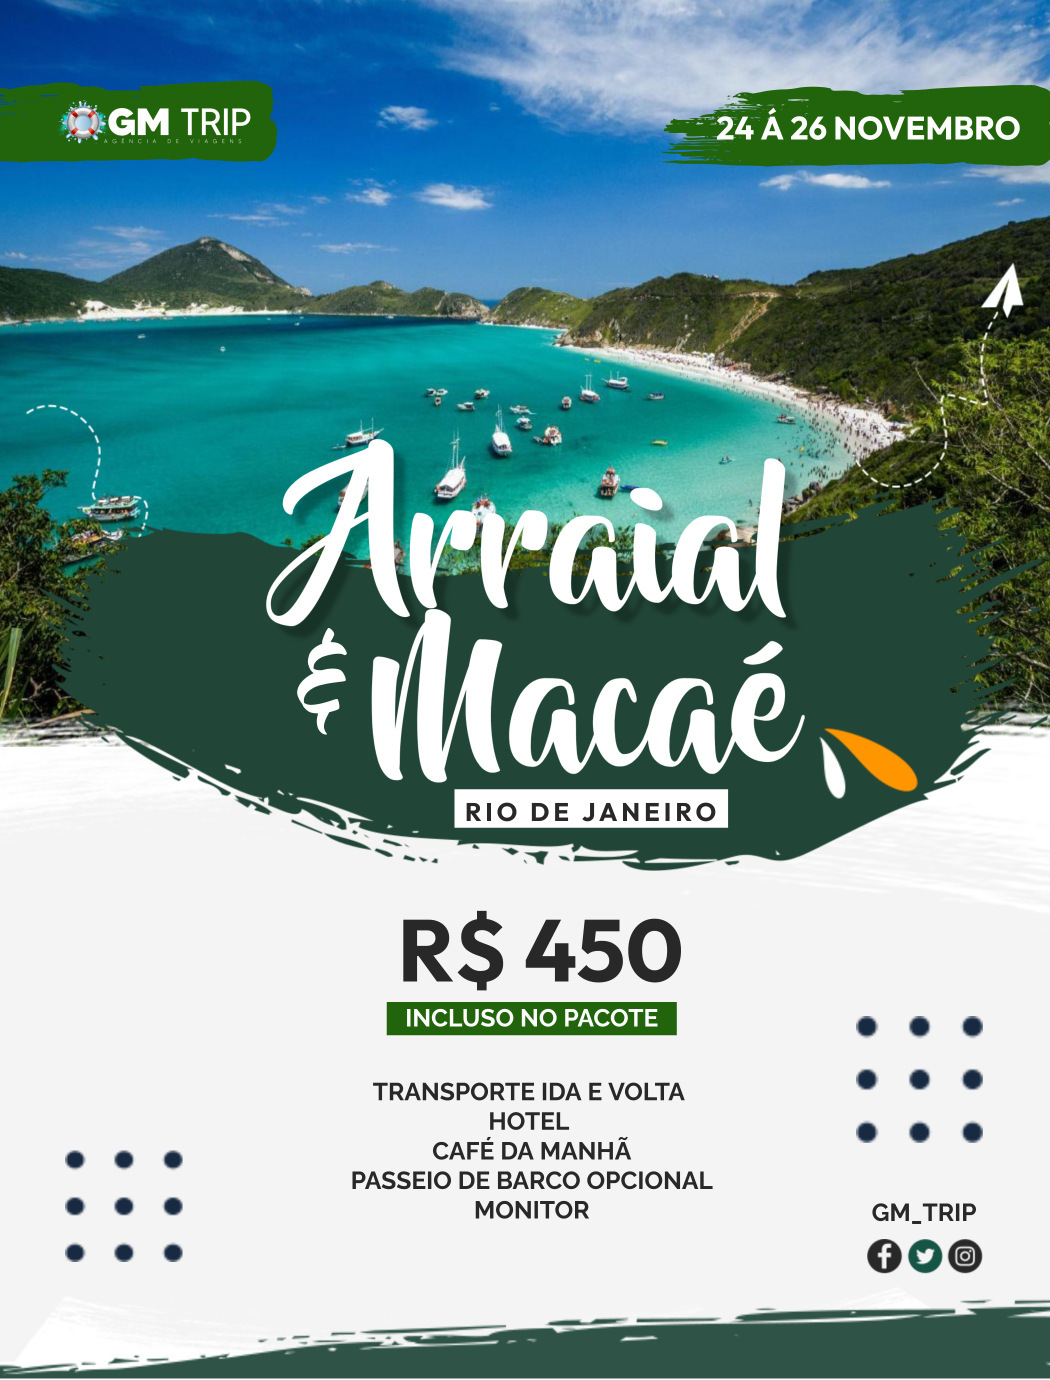 GM TRIP
AGÊNCIA DE VIAGENS
24 Á 26 NOVEMBRO
Arraial
& Macaé
RIO DE JANEIRO
R$ 450
INCLUSO NO PACOTE
TRANSPORTE IDA E VOLTA
HOTEL
CAFÉ DA MANHÃ
PASSEIO DE BARCO OPCIONAL
MONITOR
GM_TRIP